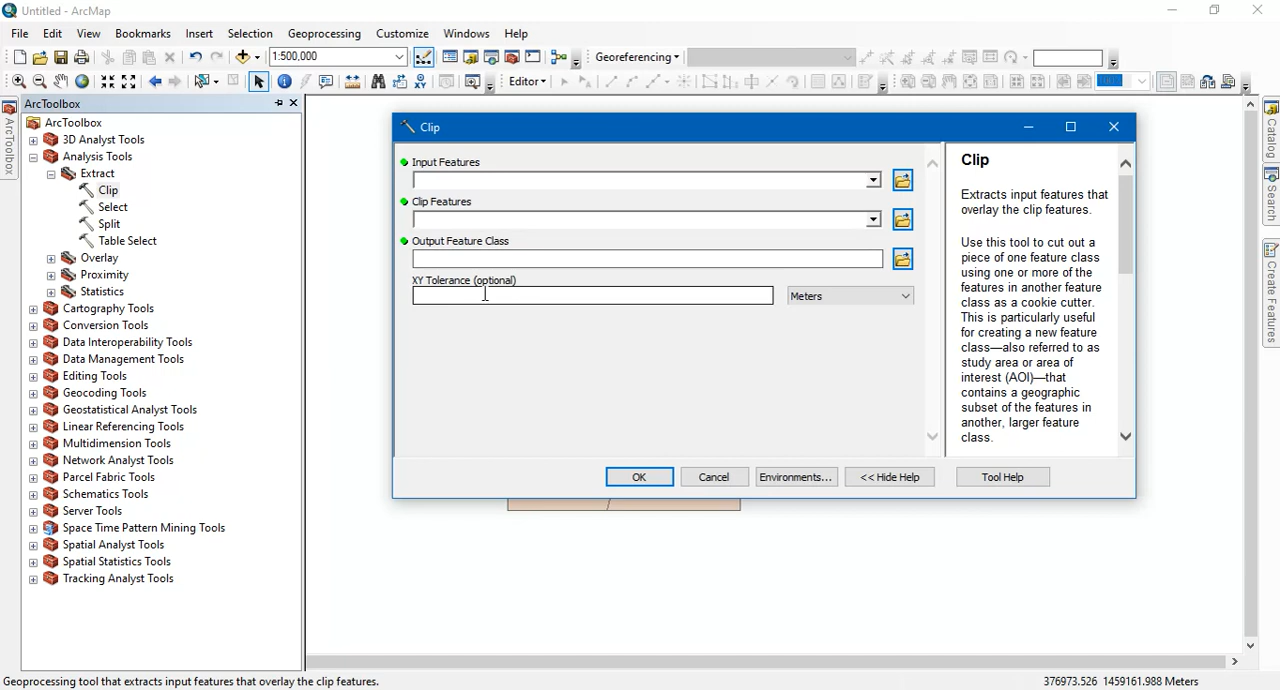 Untitled - ArcMap
File Edit View Bookmarks Insert Selection Geoprocessing Customize Windows Help
1:500,000 Georeferencing
Editor
ArcToolbox
ArcToolbox
ArcToolbox
3D Analyst Tools
Analysis Tools
Extract
Clip
Select
Split
Table Select
Overlay
Proximity
Statistics
Cartography Tools
Conversion Tools
Data Interoperability Tools
Data Management Tools
Editing Tools
Geocoding Tools
Geostatistical Analyst Tools
Linear Referencing Tools
Multidimension Tools
Network Analyst Tools
Parcel Fabric Tools
Schematics Tools
Server Tools
Space Time Pattern Mining Tools
Spatial Analyst Tools
Spatial Statistics Tools
Tracking Analyst Tools
Clip
Input Features
Clip Features
Output Feature Class
XY Tolerance (optional)
Meters
OK Cancel Environments... << Hide Help Tool Help
Clip
Extracts input features that
overlay the clip features.
Use this tool to cut out a
piece of one feature class
using one or more of the
features in another feature
class as a cookie cutter.
This is particularly useful
for creating a new feature
class—also referred to as
study area or area of
interest (AOI)—that
contains a geographic
subset of the features in
another, larger feature
class.
Catalog
Search
Create Features
Geoprocessing tool that extracts input features that overlay the clip features.
376973.526 1459161.988 Meters